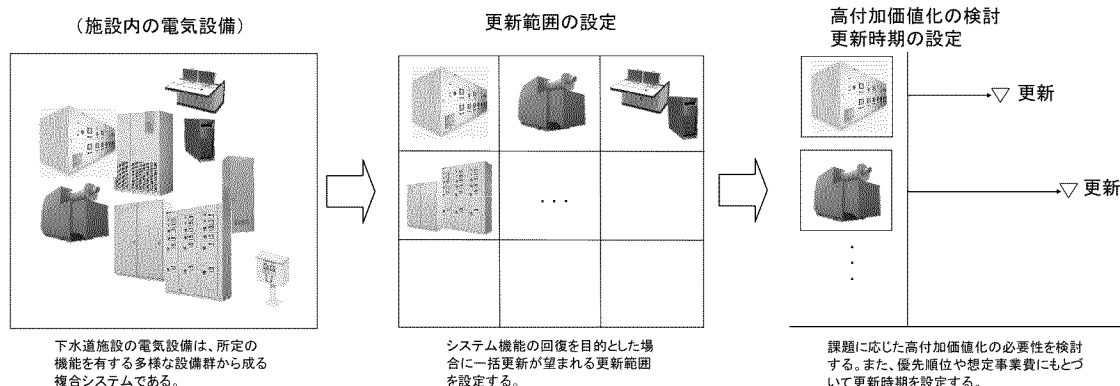 (施設内の電気設備)
更新範囲の設定
高付加価値化の検討
更新時期の設定
▽ 更新
▽ 更新
・・・
・
・
・
下水道施設の電気設備は、所定の
機能を有する多様な設備群から成る
複合システムである。
システム機能の回復を目的とした場
合に一括更新が望まれる更新範囲
を設定する。
課題に応じた高付加価値化の必要性を検討
する。また、優先順位や想定事業費にもとづ
いて更新時期を設定する。